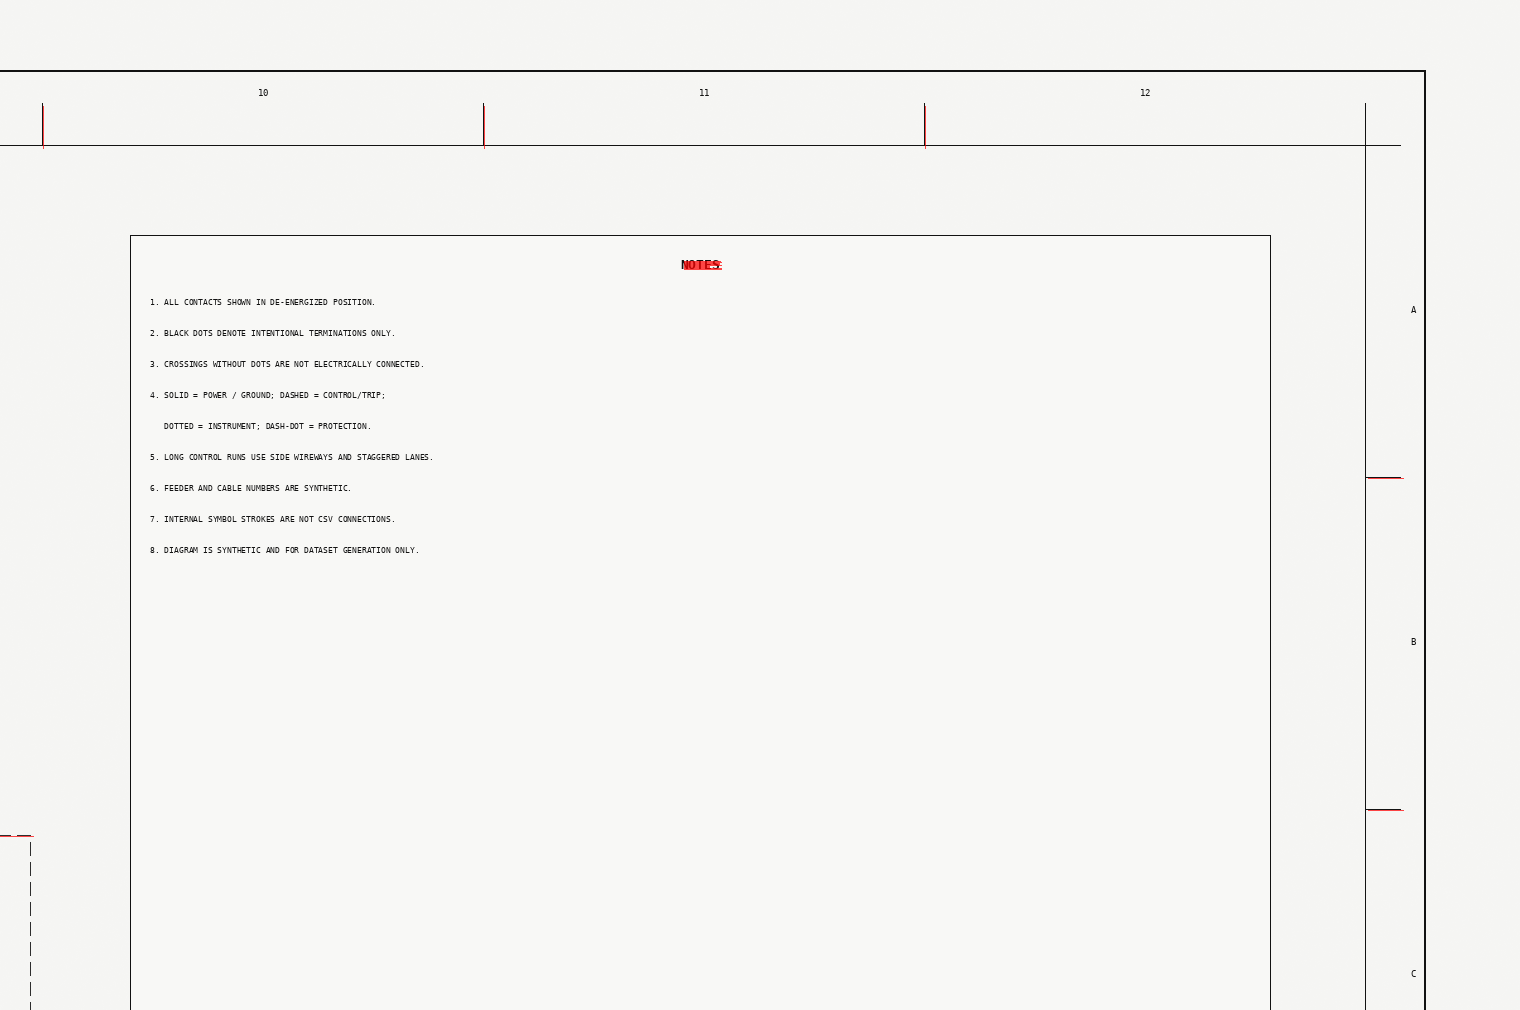 10 11 12
NOTES
1. ALL CONTACTS SHOWN IN DE-ENERGIZED POSITION.
A
2. BLACK DOTS DENOTE INTENTIONAL TERMINATIONS ONLY.
3. CROSSINGS WITHOUT DOTS ARE NOT ELECTRICALLY CONNECTED.
4. SOLID = POWER / GROUND; DASHED = CONTROL/TRIP;
DOTTED = INSTRUMENT; DASH-DOT = PROTECTION.
5. LONG CONTROL RUNS USE SIDE WIREWAYS AND STAGGERED LANES.
6. FEEDER AND CABLE NUMBERS ARE SYNTHETIC.
7. INTERNAL SYMBOL STROKES ARE NOT CSV CONNECTIONS.
8. DIAGRAM IS SYNTHETIC AND FOR DATASET GENERATION ONLY.
B
C